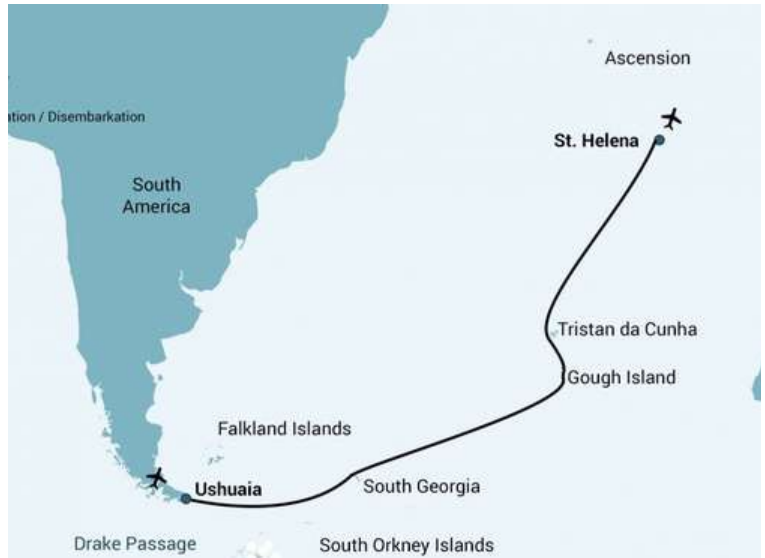 Ascension
ation / Disembarkation
St. Helena
South
America
Tristan da Cunha
Gough Island
Falkland Islands
Ushuaia
South Georgia
Drake Passage
South Orkney Islands